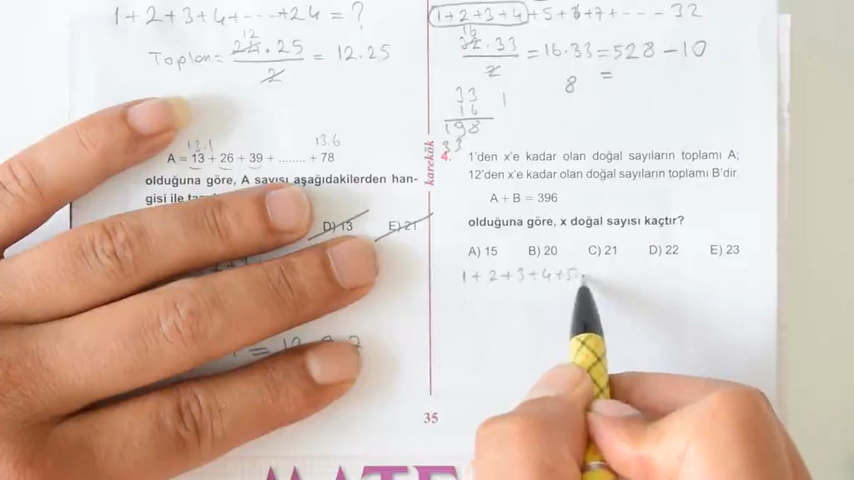 1+2+3+4+----+24 = ?
Toplam = 24.25 / 2 = 12.25
12
13.1
13.6
A = 13 + 26 + 39 + ........ + 78
olduğuna göre, A sayısı aşağıdakilerden han-
gisi ile
D) 13 E) 21
1+2+3+4+5+6+7+---- 32
16
32.33 / 2 = 16.33 = 528 - 10
8 =
33
16
198
33
1
karekök
4. 1'den x'e kadar olan doğal sayıların toplamı A;
12'den x'e kadar olan doğal sayıların toplamı B'dir.
A + B = 396
olduğuna göre, x doğal sayısı kaçtır?
A) 15 B) 20 C) 21 D) 22 E) 23
1+2+3+4+5
35